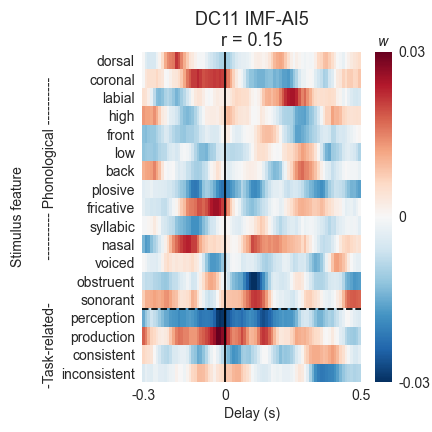 DC11 IMF-AI5
r = 0.15
w
dorsal
coronal
labial
high
front
low
back
plosive
fricative
syllabic
nasal
voiced
obstruent
sonorant
perception
production
consistent
inconsistent
Stimulus feature
-Task-related- ---------- Phonological ----------
0.03
0
-0.03
-0.3
0
0.5
Delay (s)